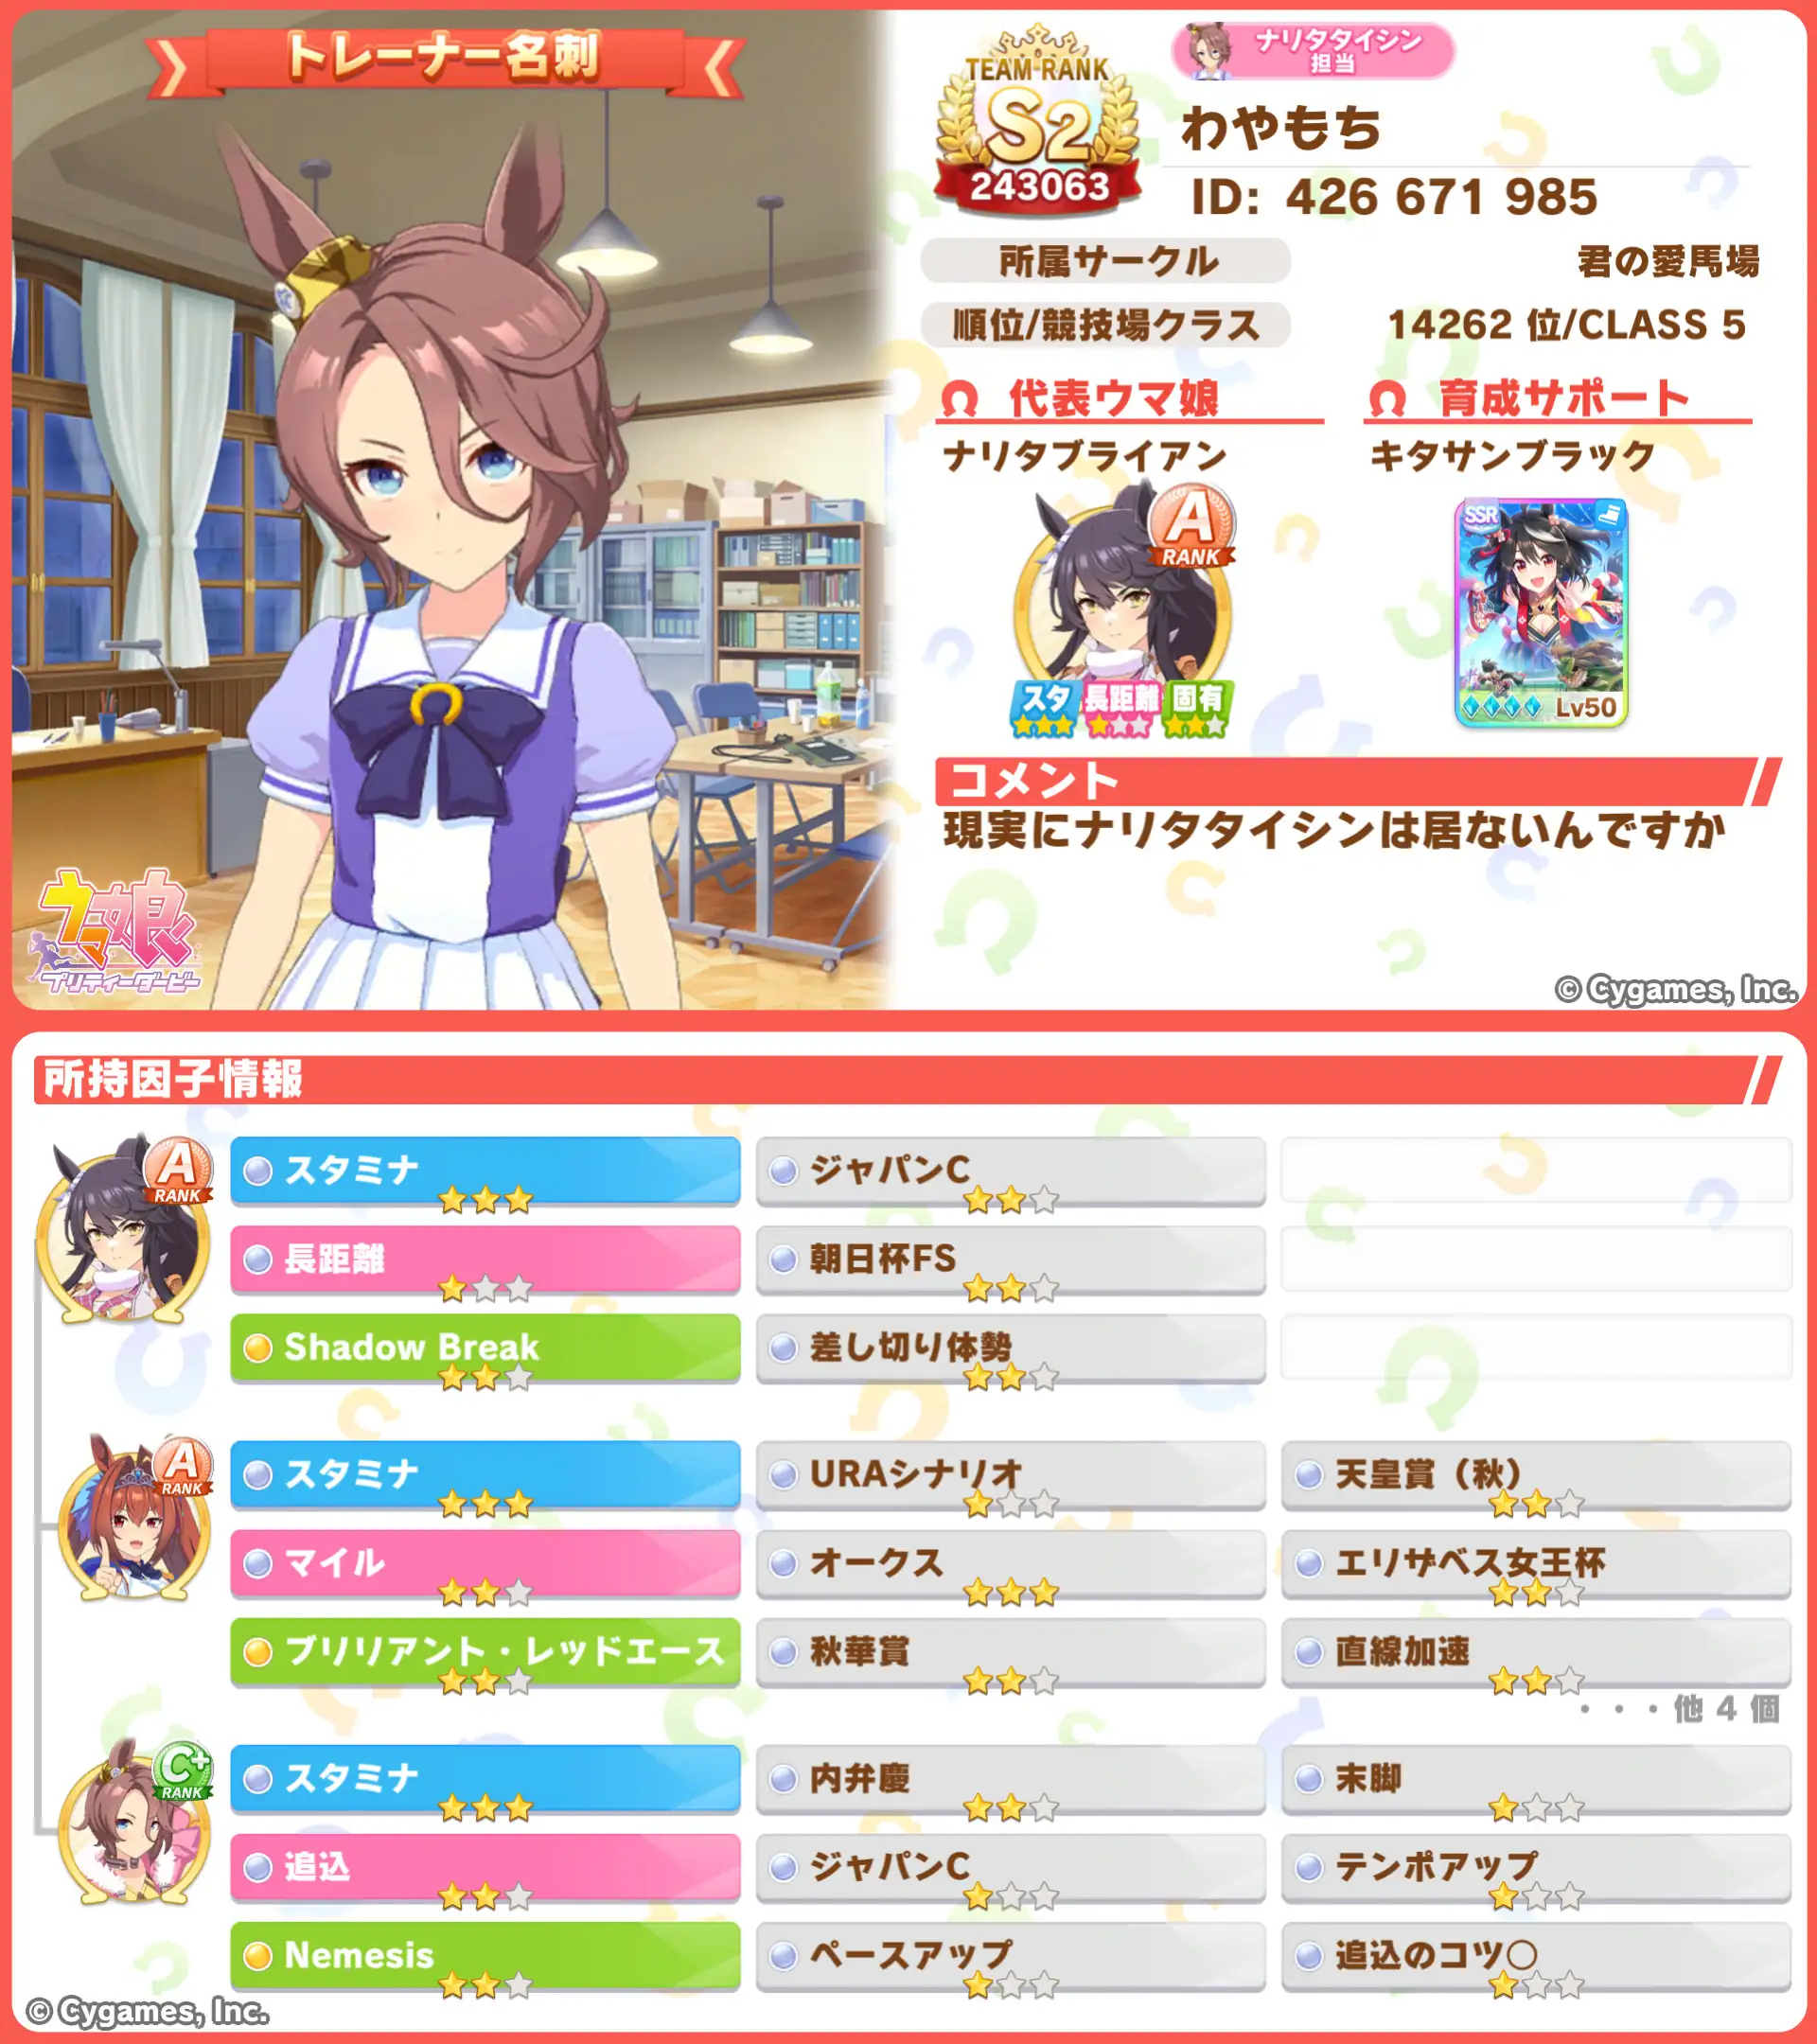 トレーナー名刺
TEAM RANK
S2
243063
ナリタタイシン
担当
わやもち
ID: 426 671 985
所属サークル
君の愛馬場
順位/競技場クラス
14262 位/CLASS 5
代表ウマ娘
育成サポート
ナリタブライアン
キタサンブラック
A
RANK
SSR
スタ
長距離
固有
Lv50
コメント
現実にナリタタイシンは居ないんですか
ウマ娘
プリティーダービー
© Cygames, Inc.
所持因子情報
A
RANK
スタミナ
ジャパンC
長距離
朝日杯FS
Shadow Break
差し切り体勢
A
RANK
スタミナ
URAシナリオ
天皇賞（秋）
マイル
オークス
エリザベス女王杯
ブリリアント・レッドエース
秋華賞
直線加速
・・・他 4 個
C+
RANK
スタミナ
内弁慶
末脚
追込
ジャパンC
テンポアップ
Nemesis
ペースアップ
追込のコツ○
© Cygames, Inc.